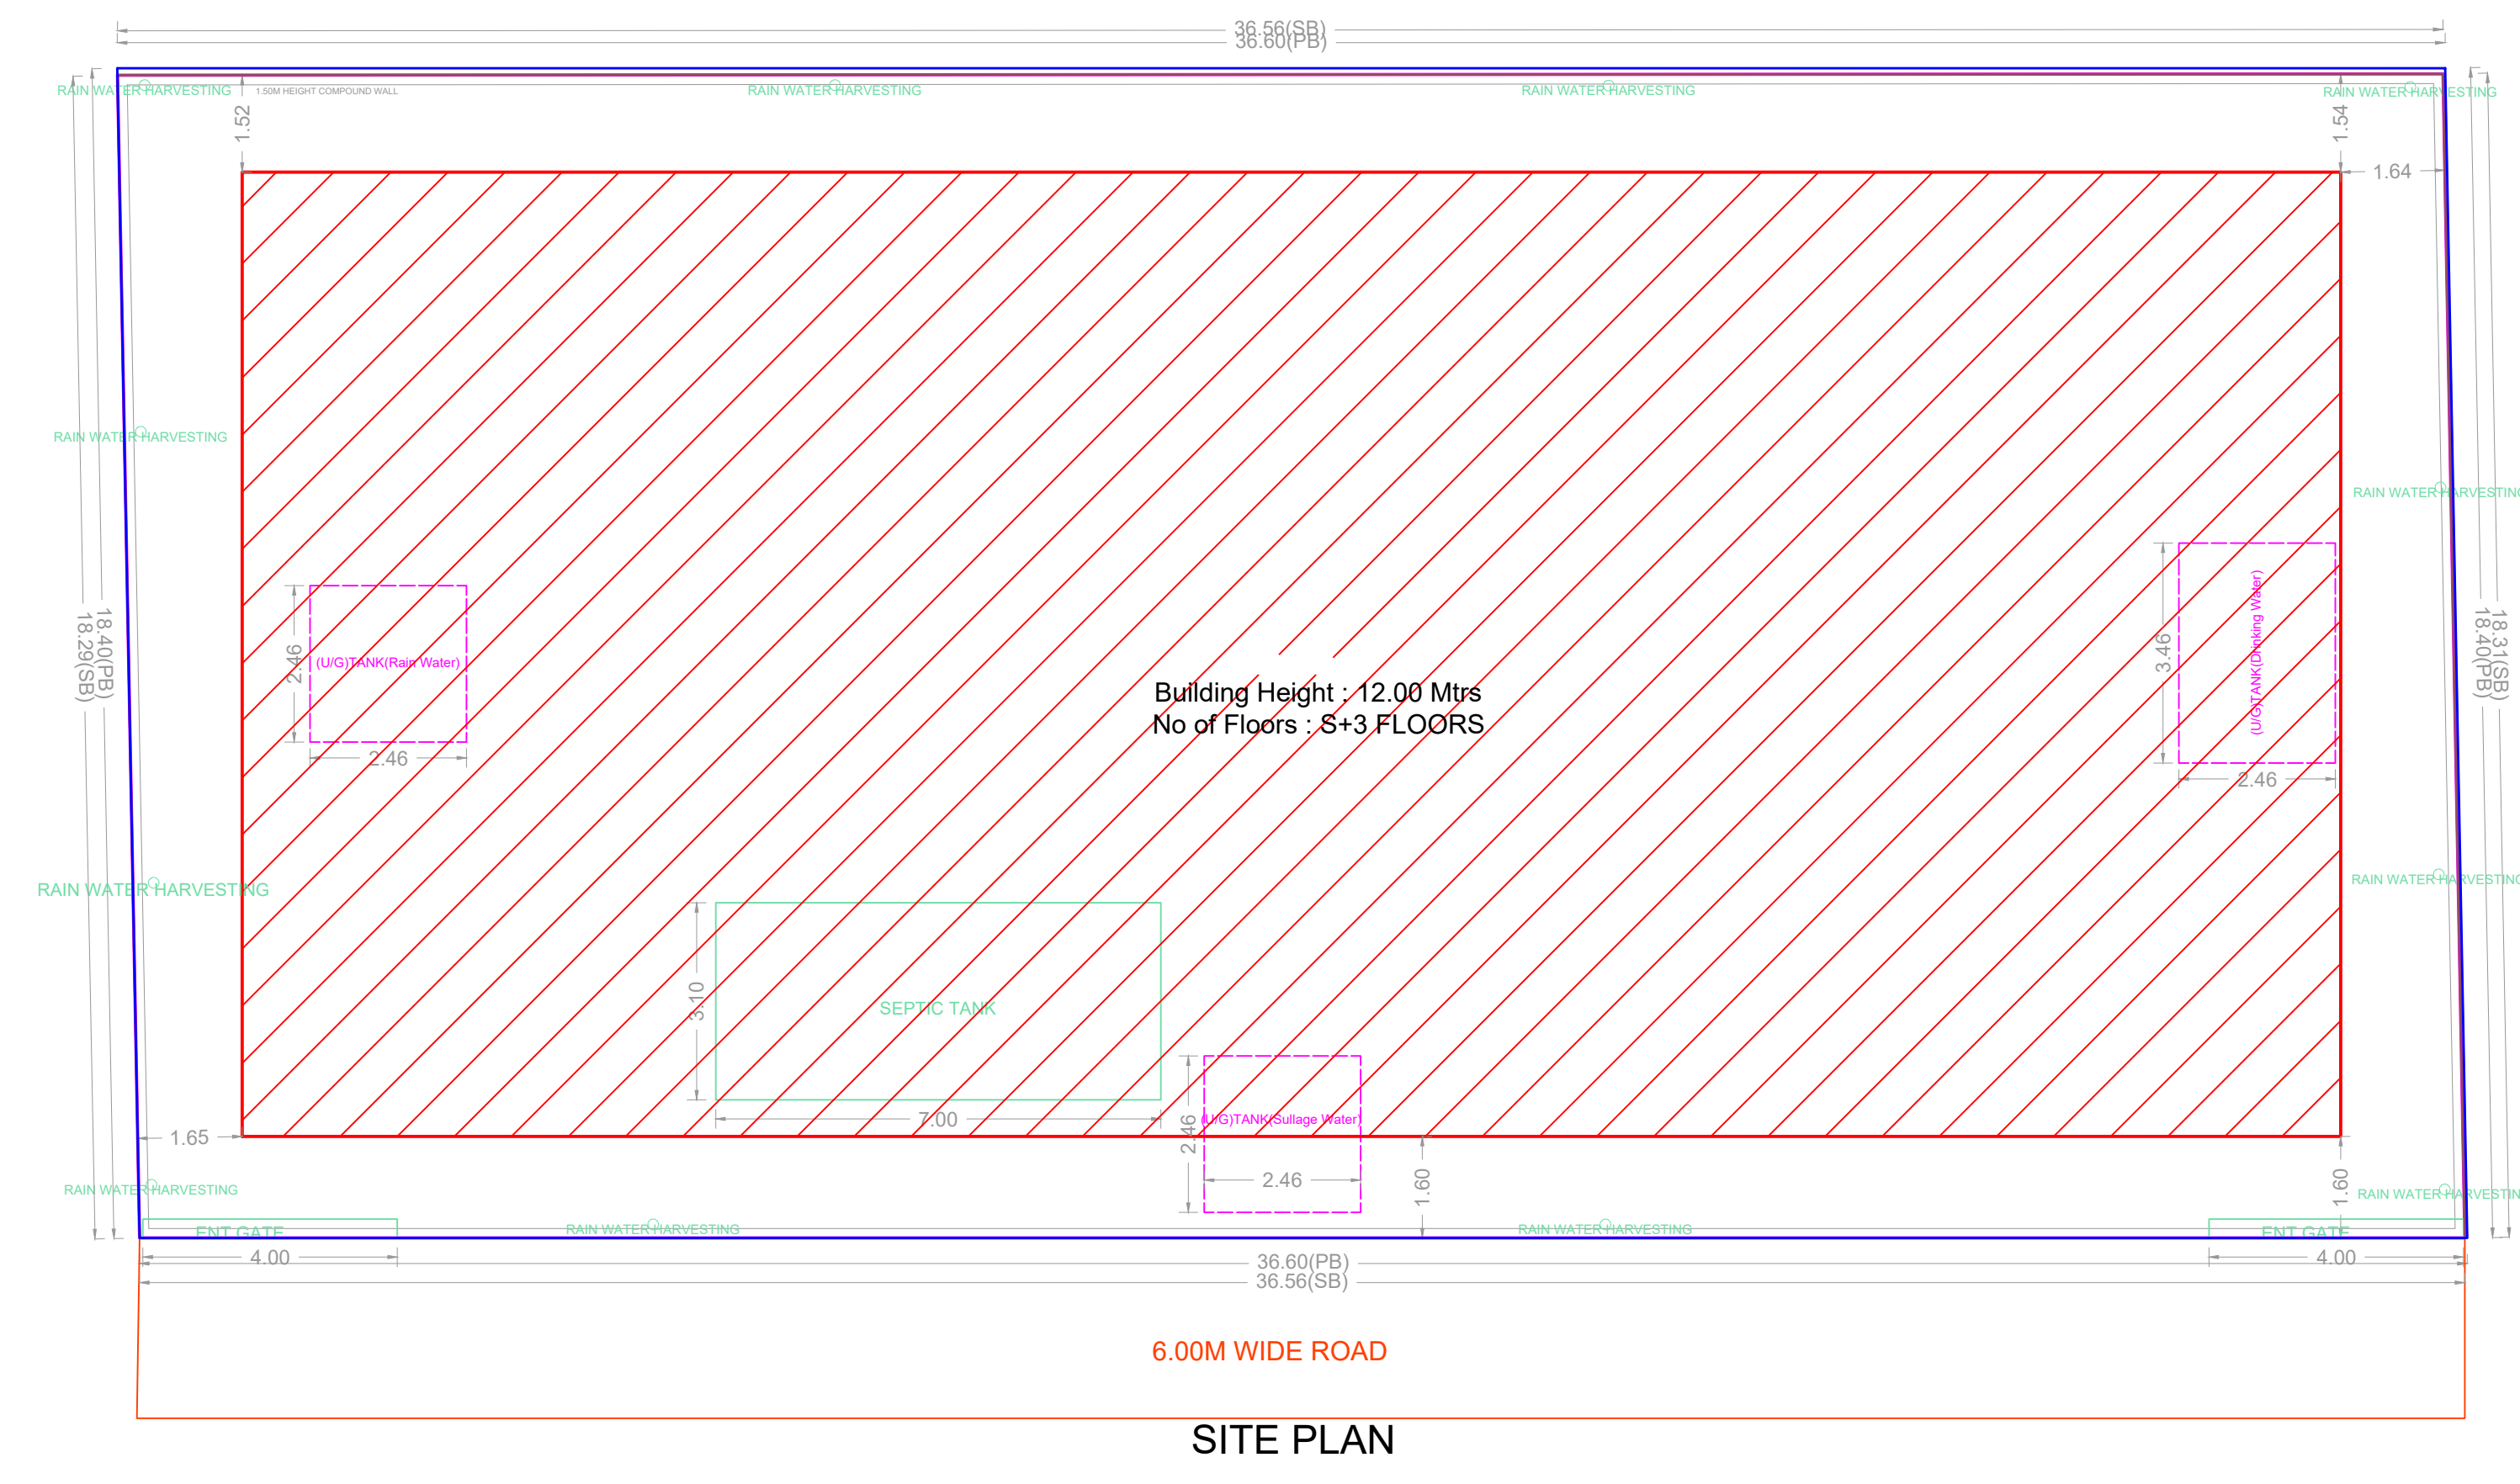 36.56(SB)
36.60(PB)
RAIN WATER HARVESTING
1.50M HEIGHT COMPOUND WALL
RAIN WATER HARVESTING
RAIN WATER HARVESTING
RAIN WATER HARVESTING
1.52
1.54
1.64
RAIN WATER HARVESTING
RAIN WATER HARVESTING
18.29(SB)
18.40(PB)
2.46
(U/G)TANK(Rain Water)
2.46
Building Height : 12.00 Mtrs
No of Floors : S+3 FLOORS
3.46
(U/G)TANK(Drinking Water)
2.46
18.40(PB)
18.31(SB)
RAIN WATER HARVESTING
RAIN WATER HARVESTING
3.10
SEPTIC TANK
7.00
2.46
(U/G)TANK(Sullage Water)
2.46
1.65
1.60
1.60
RAIN WATER HARVESTING
RAIN WATER HARVESTING
ENT GATE
RAIN WATER HARVESTING
RAIN WATER HARVESTING
ENT GATE
4.00
36.60(PB)
4.00
36.56(SB)
6.00M WIDE ROAD
SITE PLAN